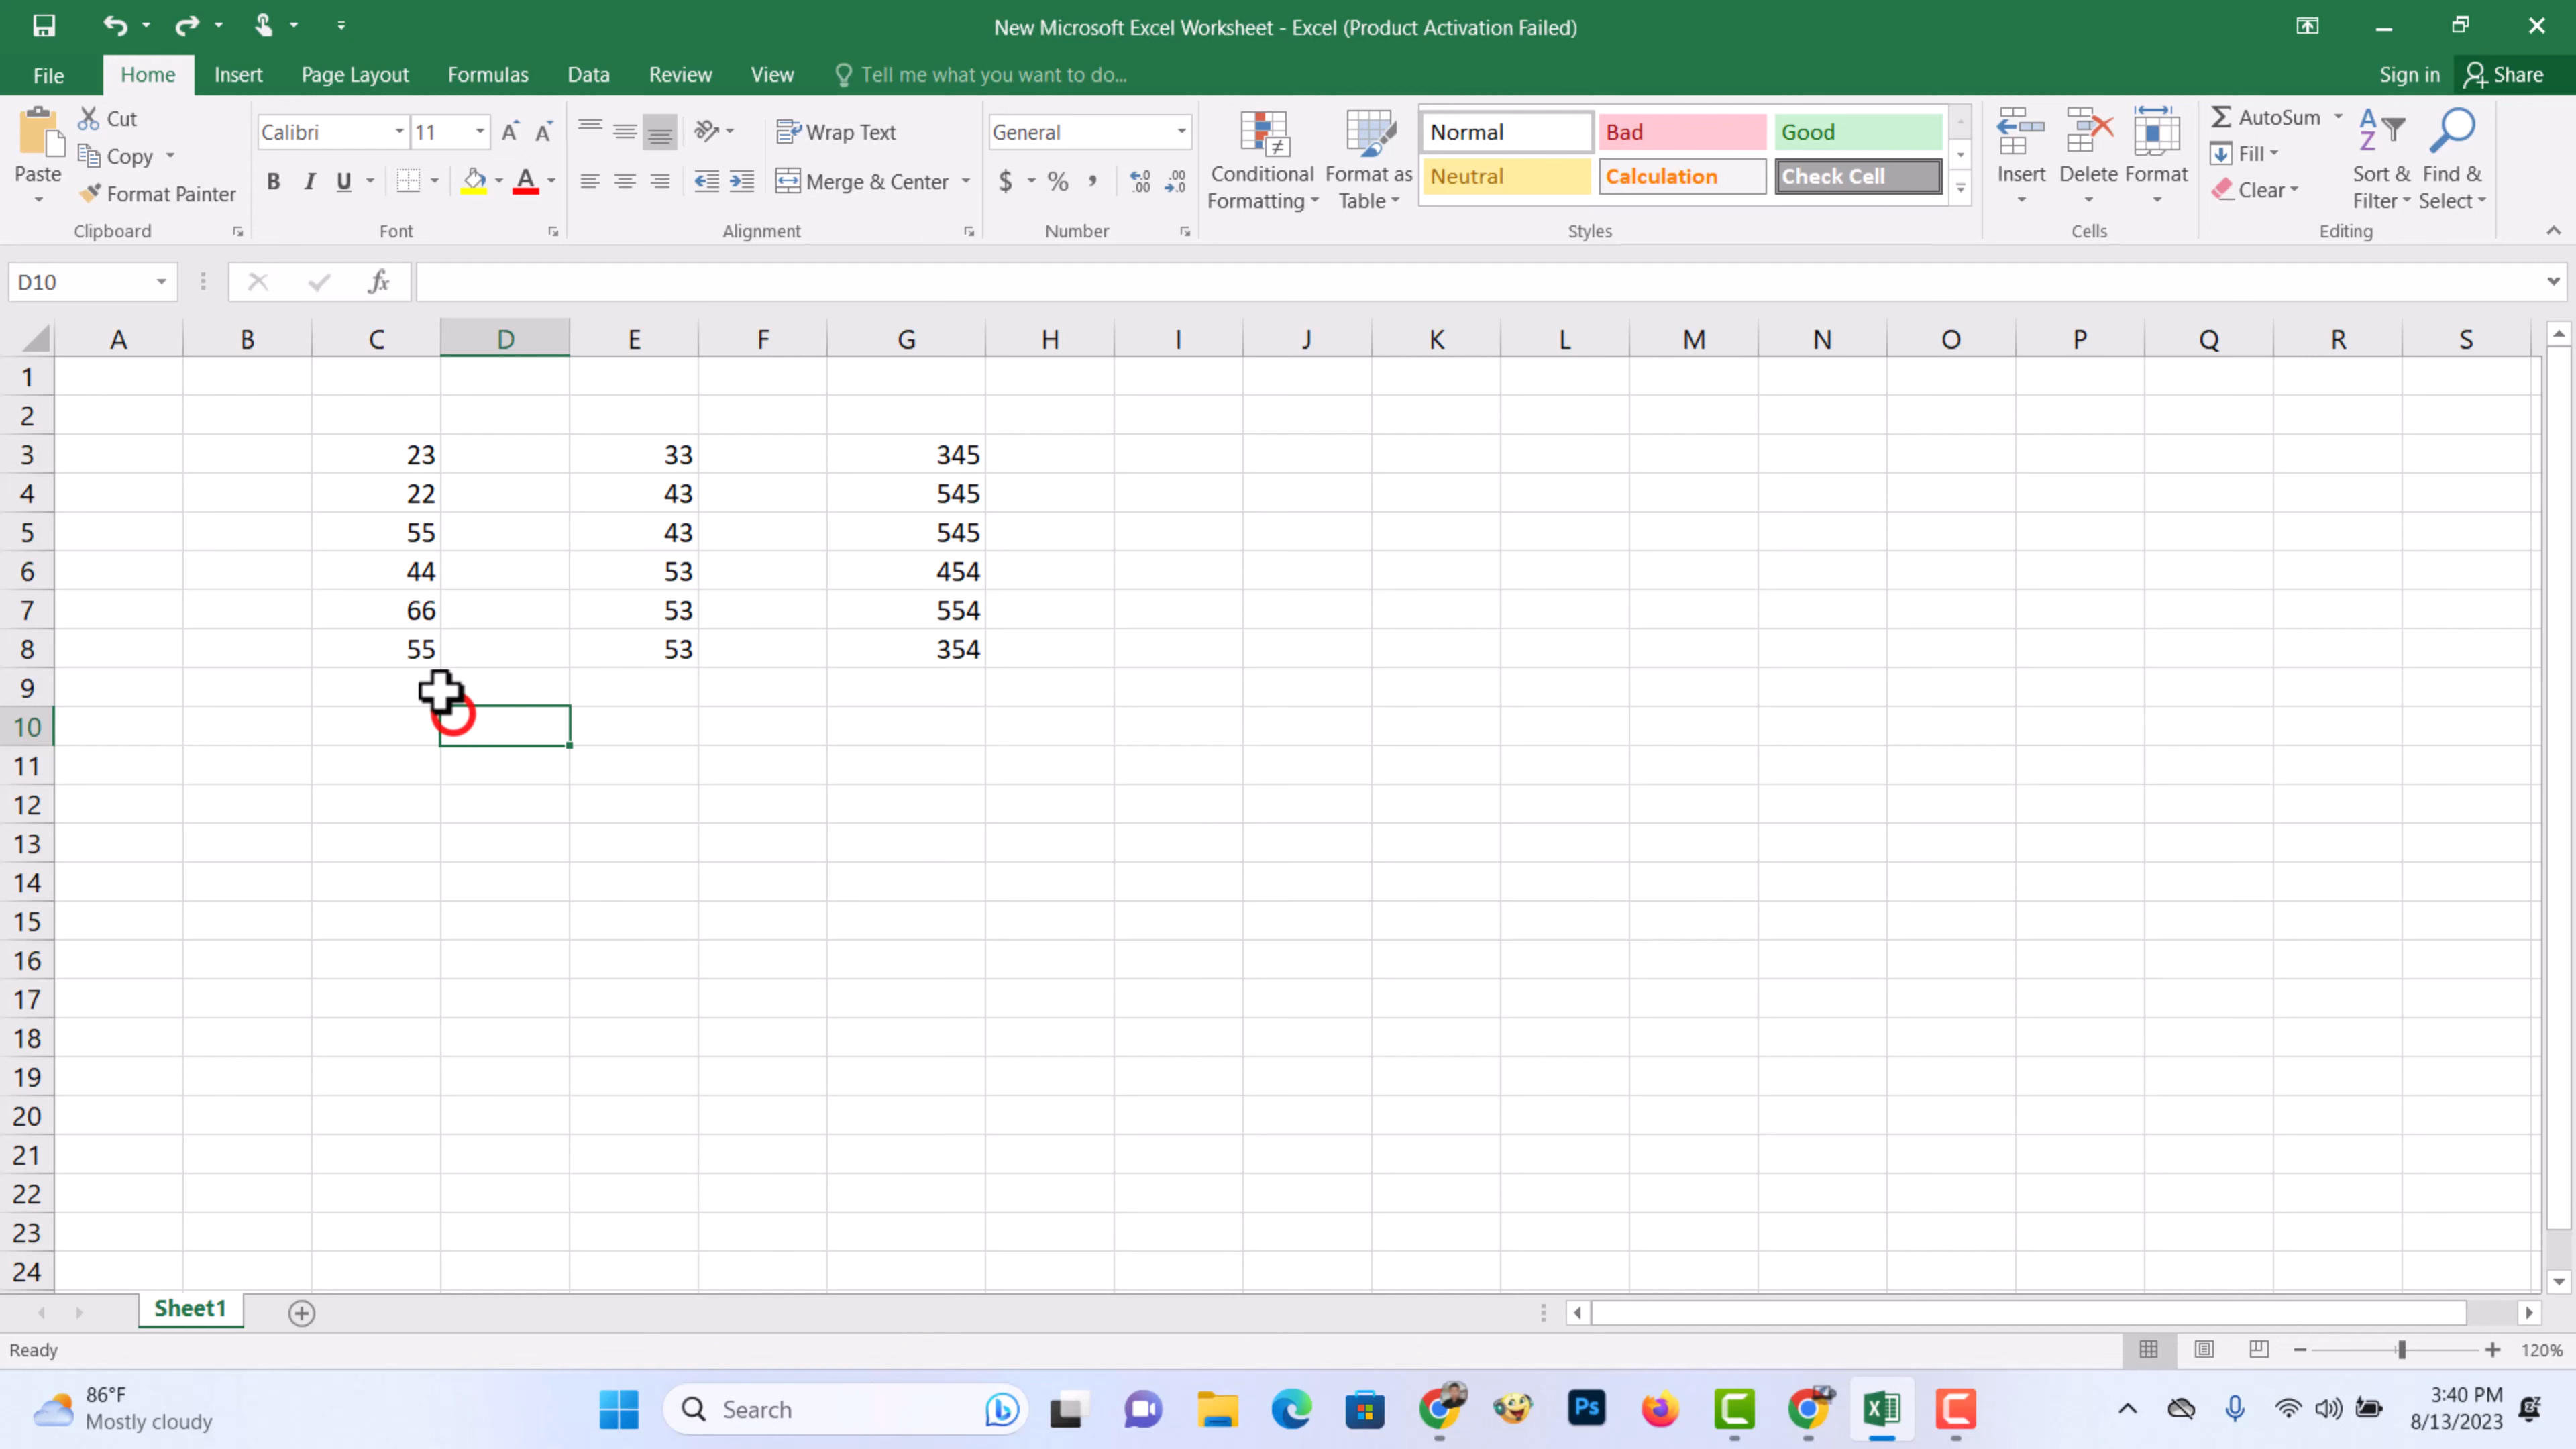 New Microsoft Excel Worksheet - Excel (Product Activation Failed)
File Home Insert Page Layout Formulas Data Review View Tell me what you want to do... Sign in Share
Paste Cut Copy Format Painter Clipboard
Calibri 11 B I U A Font
Wrap Text Merge & Center Alignment
General $ % , Number
Conditional Formatting Format as Table Normal Bad Good Neutral Calculation Check Cell Styles
Insert Delete Format Cells
AutoSum Fill Clear Sort & Filter Find & Select Editing
D10 fx
A B C D E F G H I J K L M N O P Q R S
1
2
3 23 33 345
4 22 43 545
5 55 43 545
6 44 53 454
7 66 53 554
8 55 53 354
9
10
11
12
13
14
15
16
17
18
19
20
21
22
23
24
Sheet1
Ready 120%
86°F
Mostly cloudy
Search
Ps
3:40 PM
8/13/2023